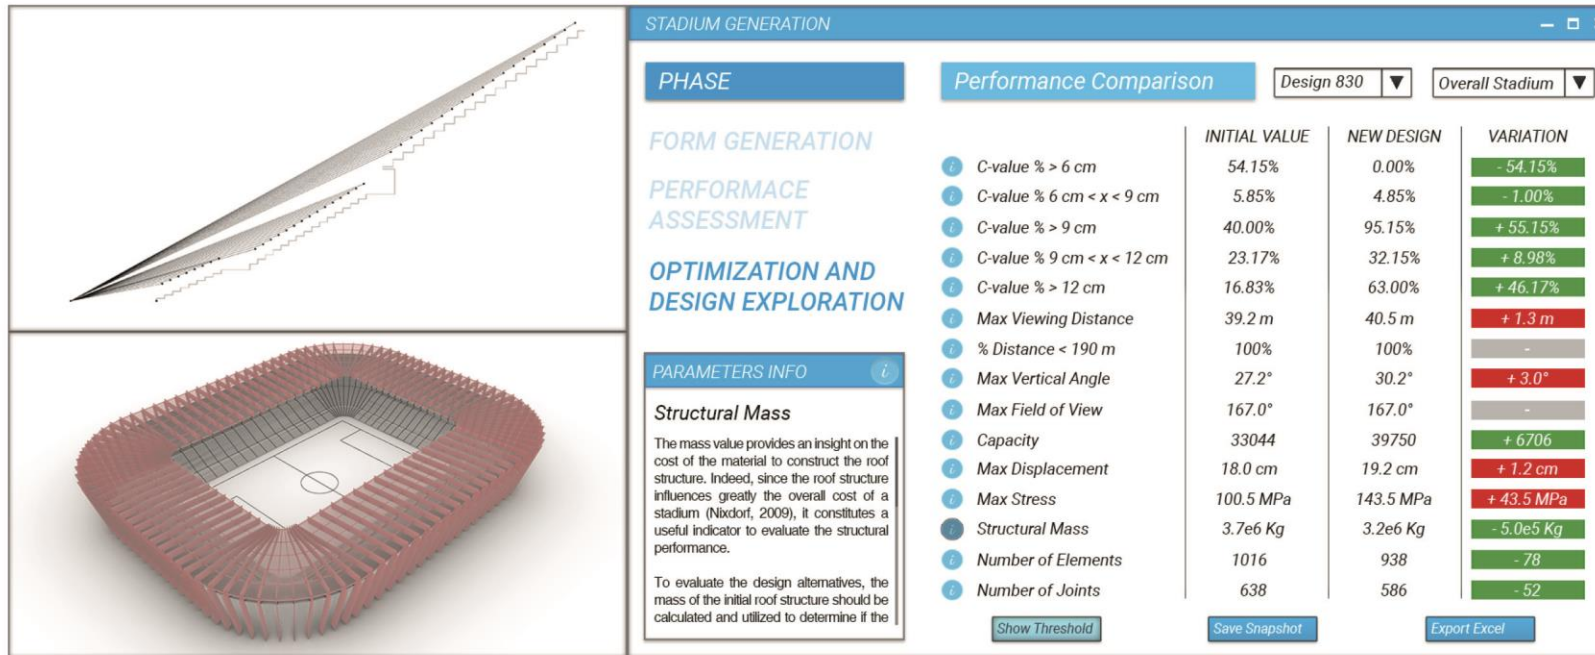 STADIUM GENERATION
PHASE
FORM GENERATION
PERFORMACE
ASSESSMENT
OPTIMIZATION AND
DESIGN EXPLORATION
PARAMETERS INFO i
Structural Mass
The mass value provides an insight on the
cost of the material to construct the roof
structure. Indeed, since the roof structure
influences greatly the overall cost of a
stadium (Nixdorf, 2009), it constitutes a
useful indicator to evaluate the structural
performance.
To evaluate the design alternatives, the
mass of the initial roof structure should be
calculated and utilized to determine if the
Performance Comparison Design 830 ▼ Overall Stadium ▼
INITIAL VALUE NEW DESIGN VARIATION
i C-value % > 6 cm 54.15% 0.00% - 54.15%
i C-value % 6 cm < x < 9 cm 5.85% 4.85% - 1.00%
i C-value % > 9 cm 40.00% 95.15% + 55.15%
i C-value % 9 cm < x < 12 cm 23.17% 32.15% + 8.98%
i C-value % > 12 cm 16.83% 63.00% + 46.17%
i Max Viewing Distance 39.2 m 40.5 m + 1.3 m
i % Distance < 190 m 100% 100% -
i Max Vertical Angle 27.2° 30.2° + 3.0°
i Max Field of View 167.0° 167.0° -
i Capacity 33044 39750 + 6706
i Max Displacement 18.0 cm 19.2 cm + 1.2 cm
i Max Stress 100.5 MPa 143.5 MPa + 43.5 MPa
i Structural Mass 3.7e6 Kg 3.2e6 Kg - 5.0e5 Kg
i Number of Elements 1016 938 - 78
i Number of Joints 638 586 - 52
Show Threshold Save Snapshot Export Excel